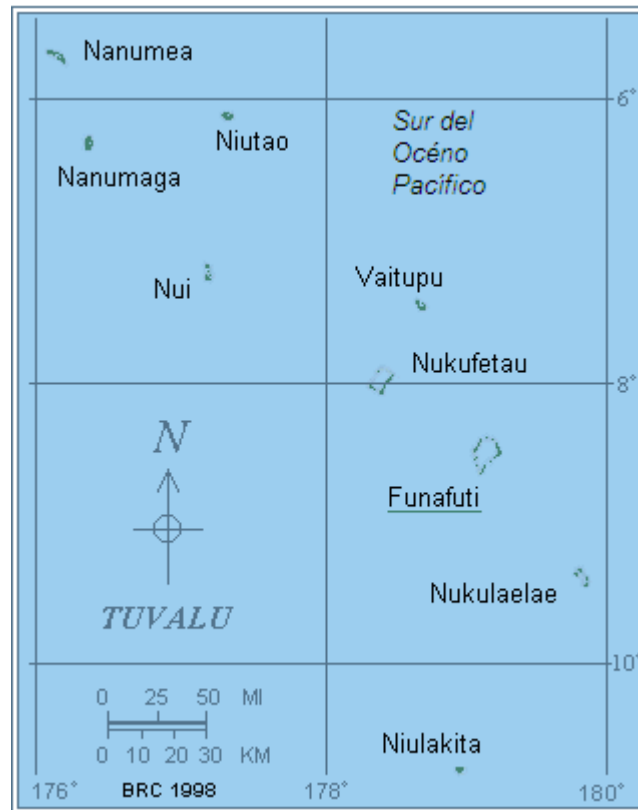 Nanumea
6°
Sur del
Océno
Pacífico
Niutao
Nanumaga
Vaitupu
Nui
Nukufetau
8°
N
Funafuti
Nukulaelae
TUVALU
10°
0 25 50 MI
0 10 20 30 KM
Niulakita
176° BRC 1998 178° 180°